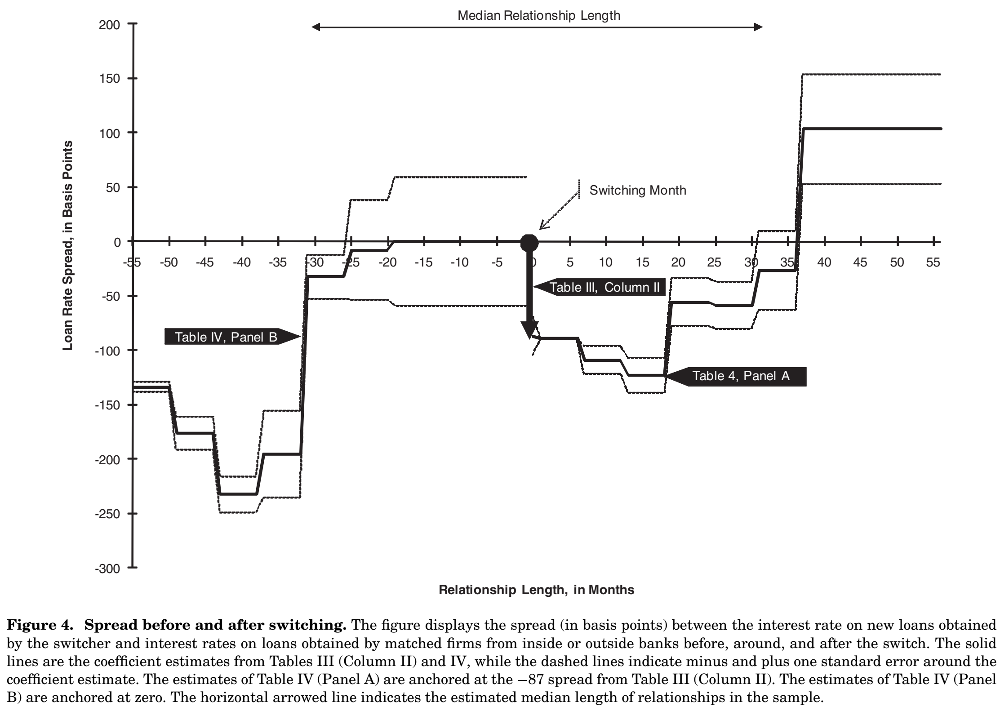 Median Relationship Length
200
150
100
50
0
-50
-100
-150
-200
-250
-300
Loan Rate Spread, in Basis Points
-55 -50 -45 -40 -35 -30 -25 -20 -15 -10 -5 0 5 10 15 20 25 30 35 40 45 50 55
Switching Month
Table III, Column II
Table IV, Panel B
Table 4, Panel A
Relationship Length, in Months
Figure 4. Spread before and after switching. The figure displays the spread (in basis points) between the interest rate on new loans obtained
by the switcher and interest rates on loans obtained by matched firms from inside or outside banks before, around, and after the switch. The solid
lines are the coefficient estimates from Tables III (Column II) and IV, while the dashed lines indicate minus and plus one standard error around the
coefficient estimate. The estimates of Table IV (Panel A) are anchored at the −87 spread from Table III (Column II). The estimates of Table IV (Panel
B) are anchored at zero. The horizontal arrowed line indicates the estimated median length of relationships in the sample.